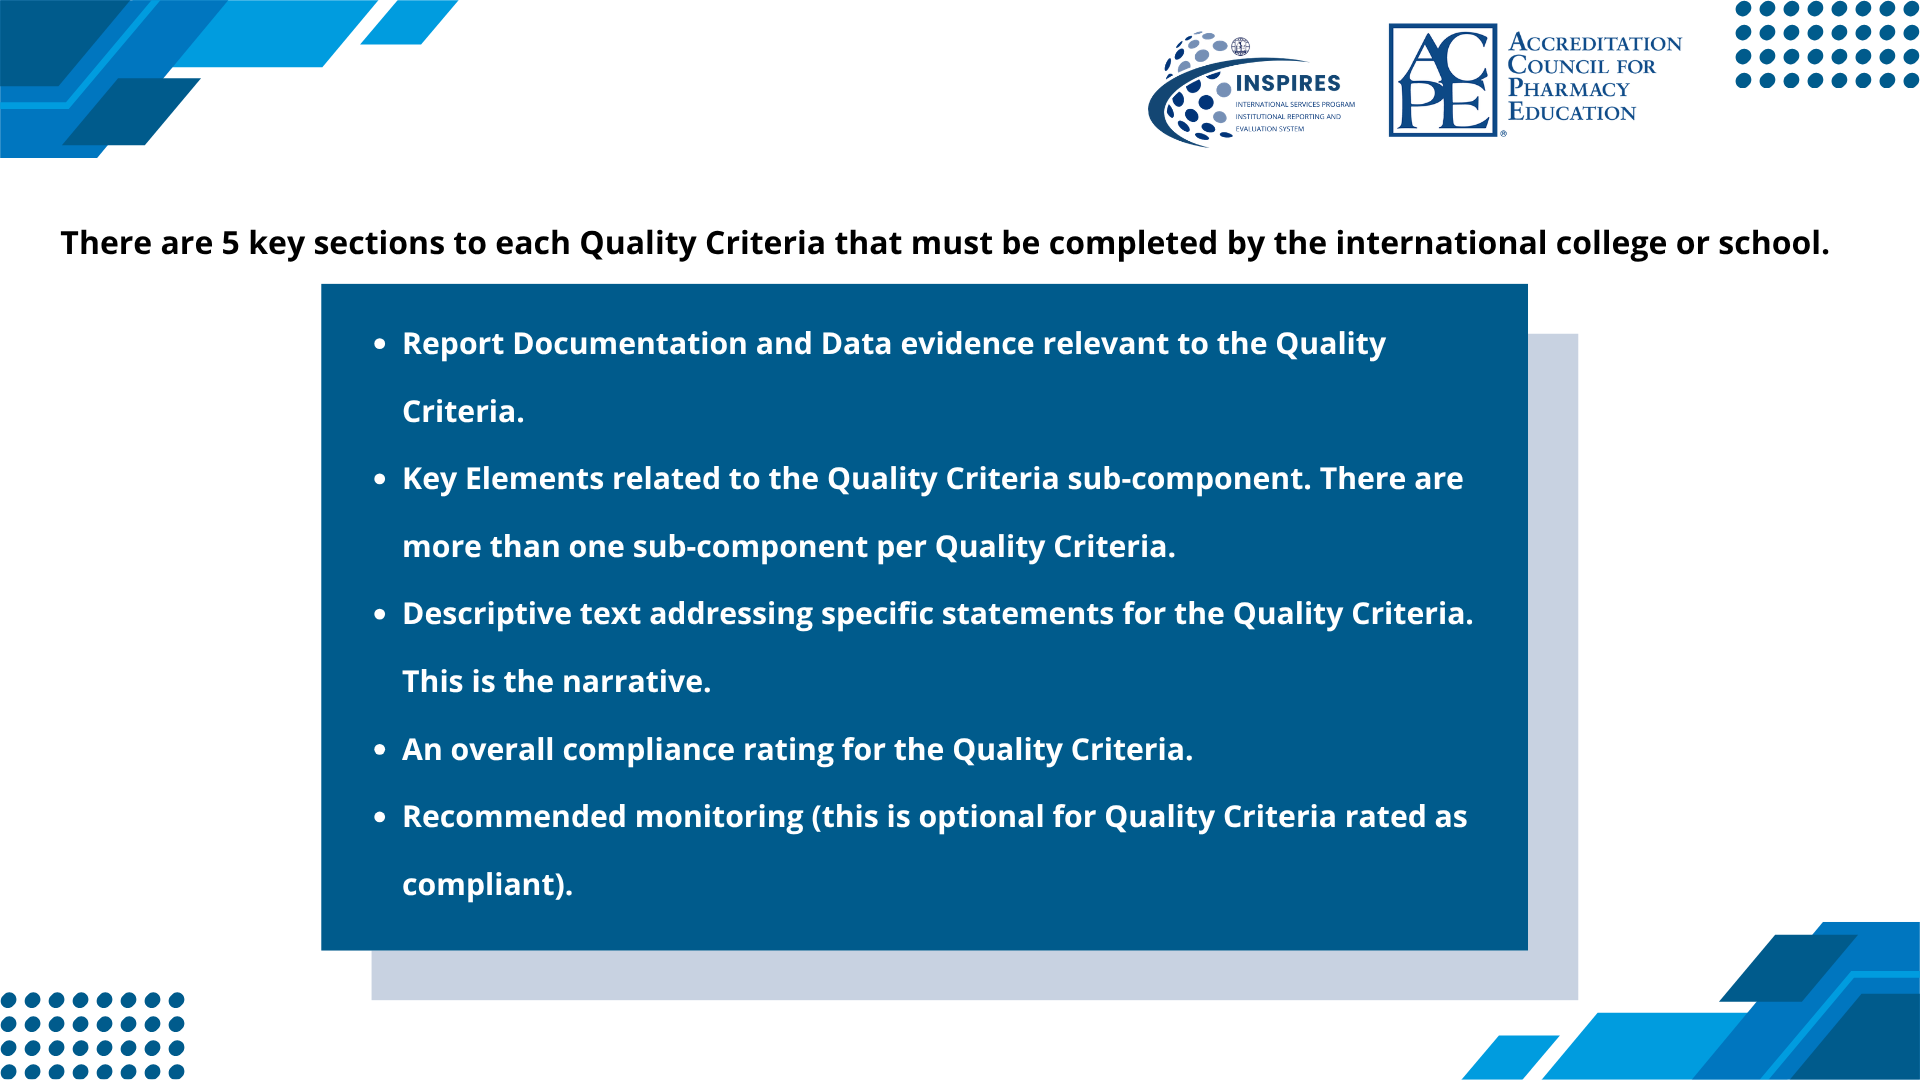 INSPIRES
INTERNATIONAL SERVICES PROGRAM
INSTITUTIONAL REPORTING AND
EVALUATION SYSTEM
AC
PE
®
ACCREDITATION
COUNCIL FOR
PHARMACY
EDUCATION
There are 5 key sections to each Quality Criteria that must be completed by the international college or school.
• Report Documentation and Data evidence relevant to the Quality
Criteria.
• Key Elements related to the Quality Criteria sub-component. There are
more than one sub-component per Quality Criteria.
• Descriptive text addressing specific statements for the Quality Criteria.
This is the narrative.
• An overall compliance rating for the Quality Criteria.
• Recommended monitoring (this is optional for Quality Criteria rated as
compliant).